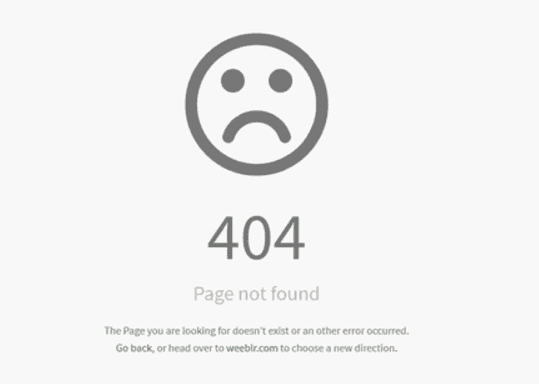 404
Page not found
The Page you are looking for doesn't exist or an other error occurred.
Go back, or head over to weeblr.com to choose a new direction.